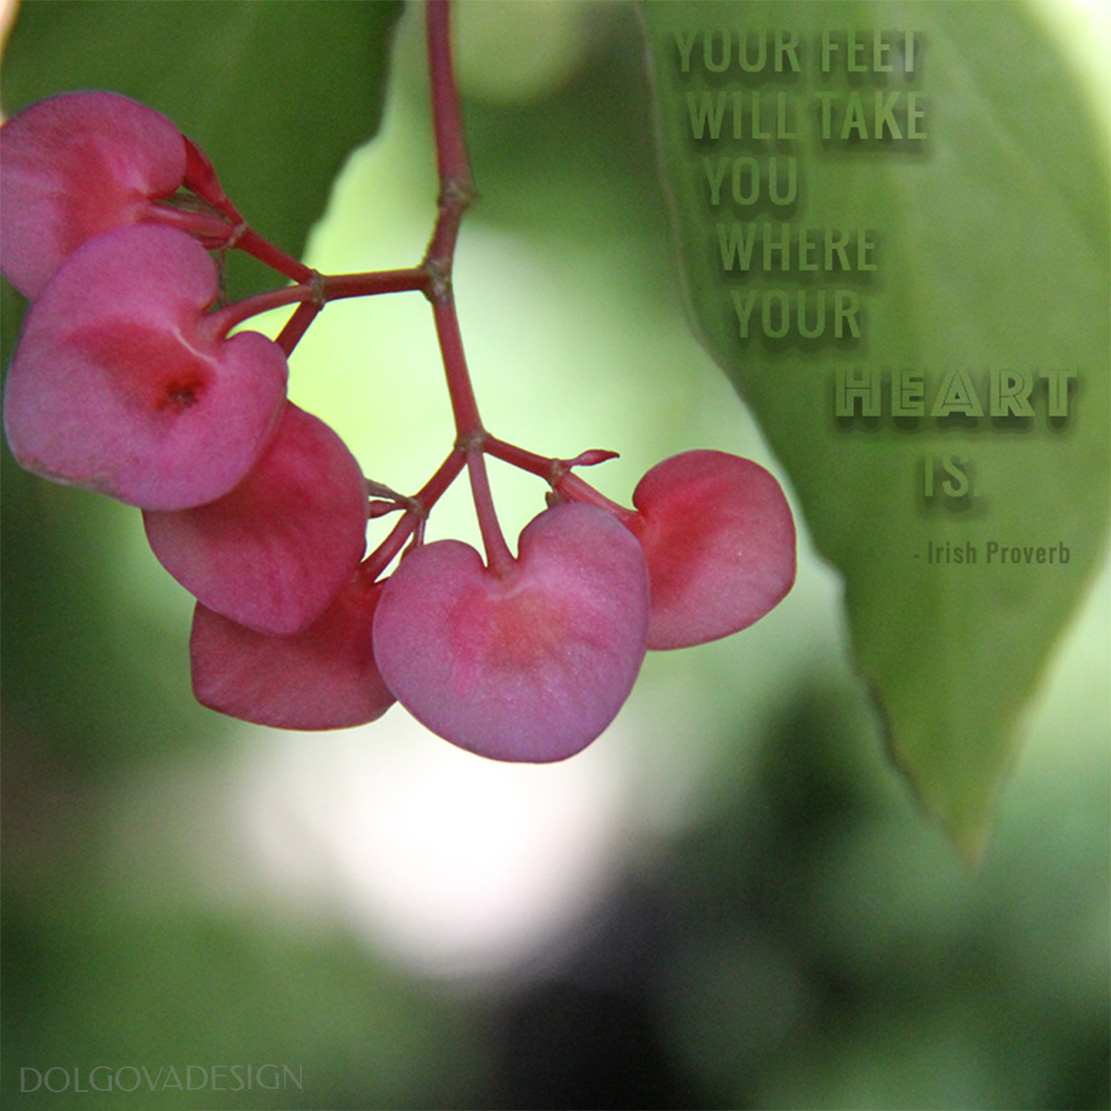 YOUR FEET
WILL TAKE
YOU
WHERE
YOUR
HEART
IS.
- Irish Proverb
DOLGOVADESIGN